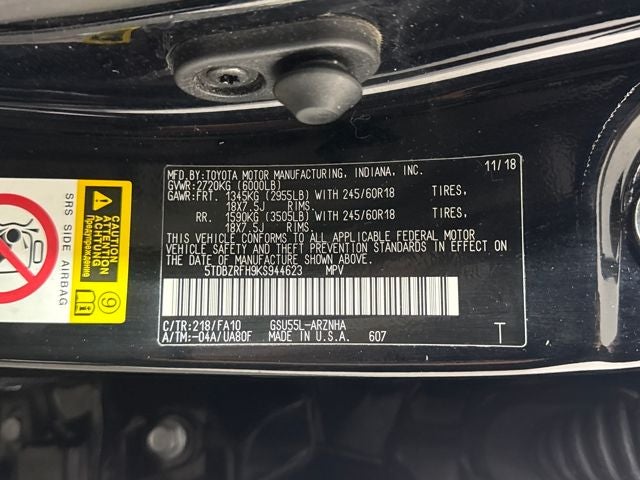 MFD.BY:TOYOTA MOTOR MANUFACTURING, INDIANA, INC. 11/18
GVWR:2720KG (6000LB)
GAWR:FRT. 1345KG (2955LB) WITH 245/60R18 TIRES,
18X7.5J RIMS
RR. 1590KG (3505LB) WITH 245/60R18 TIRES,
18X7.5J RIMS
THIS VEHICLE CONFORMS TO ALL APPLICABLE FEDERAL MOTOR
VEHICLE SAFETY AND THEFT PREVENTION STANDARDS IN EFFECT ON
THE DATE OF MANUFACTURE SHOWN ABOVE.
5TDBZRFH9KS944623 MPV
C/TR:218/FA10 GSU55L-ARZNHA
A/TM:-04A/UA80F MADE IN U.S.A. 607 T
SRS SIDE AIRBAG
CAUTION
ATTENTION
ACHTUNG
Предупреждение
9